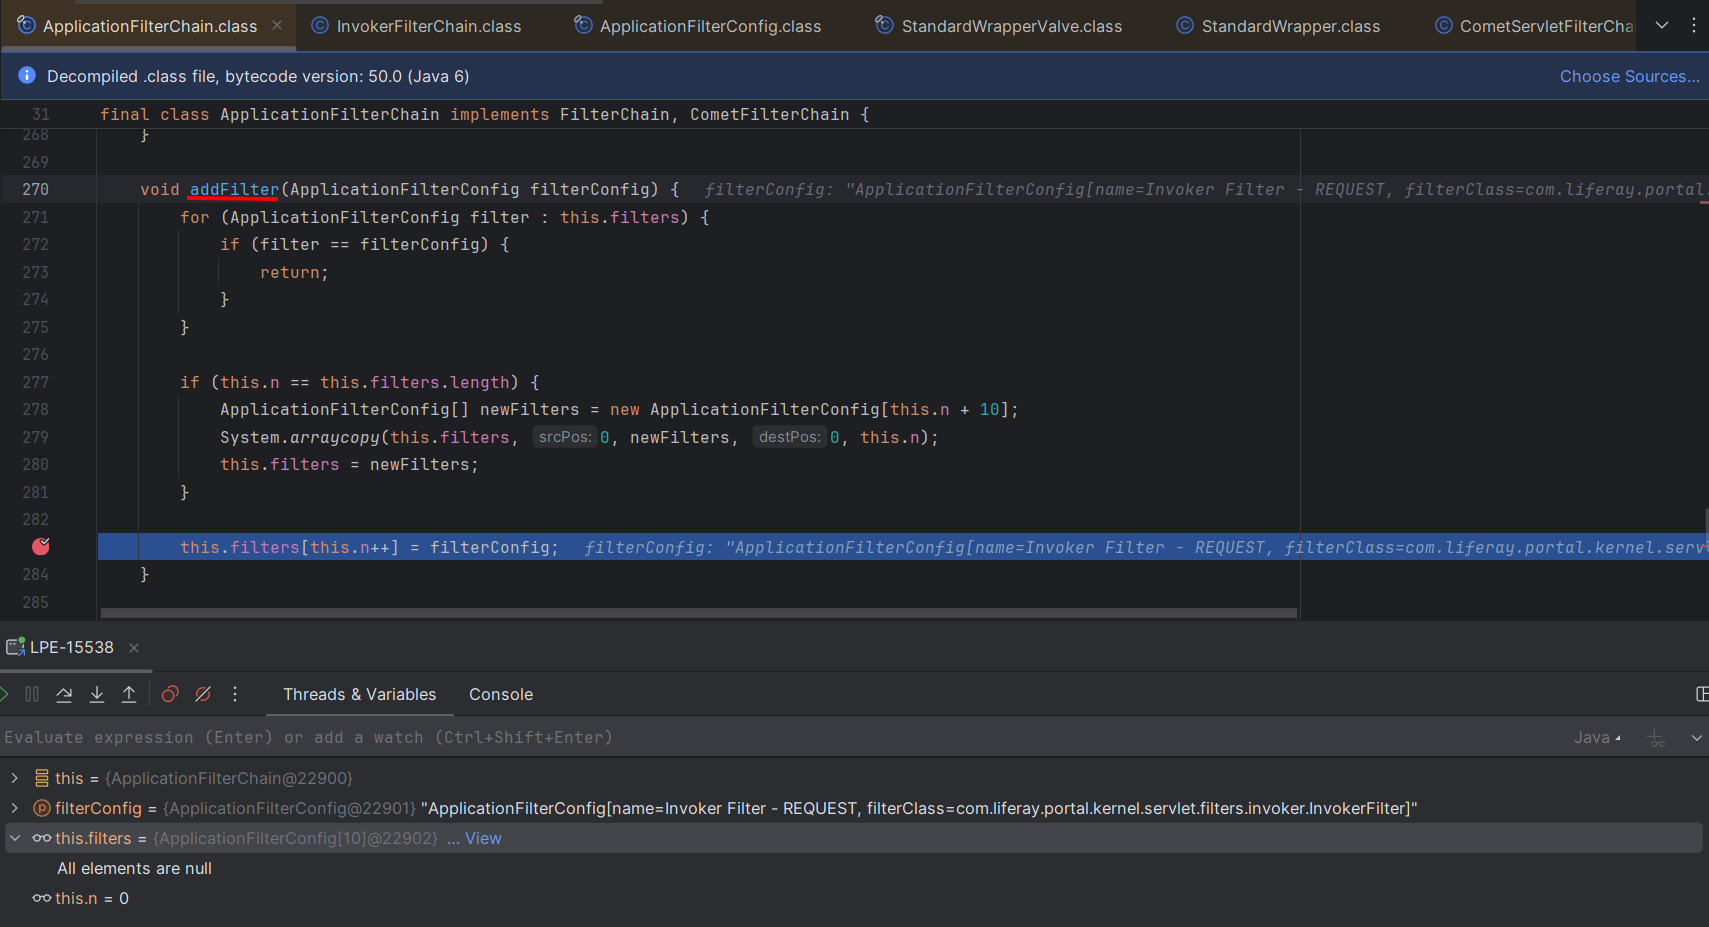 ApplicationFilterChain.class InvokerFilterChain.class ApplicationFilterConfig.class StandardWrapperValve.class StandardWrapper.class CometServletFilterCha
Decompiled .class file, bytecode version: 50.0 (Java 6) Choose Sources...
31 final class ApplicationFilterChain implements FilterChain, CometFilterChain {
268 }
269
270 void addFilter(ApplicationFilterConfig filterConfig) { filterConfig: "ApplicationFilterConfig[name=Invoker Filter - REQUEST, filterClass=com.liferay.portal.
271 for (ApplicationFilterConfig filter : this.filters) {
272 if (filter == filterConfig) {
273 return;
274 }
275 }
276
277 if (this.n == this.filters.length) {
278 ApplicationFilterConfig[] newFilters = new ApplicationFilterConfig[this.n + 10];
279 System.arraycopy(this.filters, srcPos: 0, newFilters, destPos: 0, this.n);
280 this.filters = newFilters;
281 }
282
this.filters[this.n++] = filterConfig; filterConfig: "ApplicationFilterConfig[name=Invoker Filter - REQUEST, filterClass=com.liferay.portal.kernel.serv
284 }
285
LPE-15538
Threads & Variables Console
Evaluate expression (Enter) or add a watch (Ctrl+Shift+Enter) Java
this = {ApplicationFilterChain@22900}
filterConfig = {ApplicationFilterConfig@22901} "ApplicationFilterConfig[name=Invoker Filter - REQUEST, filterClass=com.liferay.portal.kernel.servlet.filters.invoker.InvokerFilter]"
this.filters = {ApplicationFilterConfig[10]@22902} ... View
All elements are null
this.n = 0